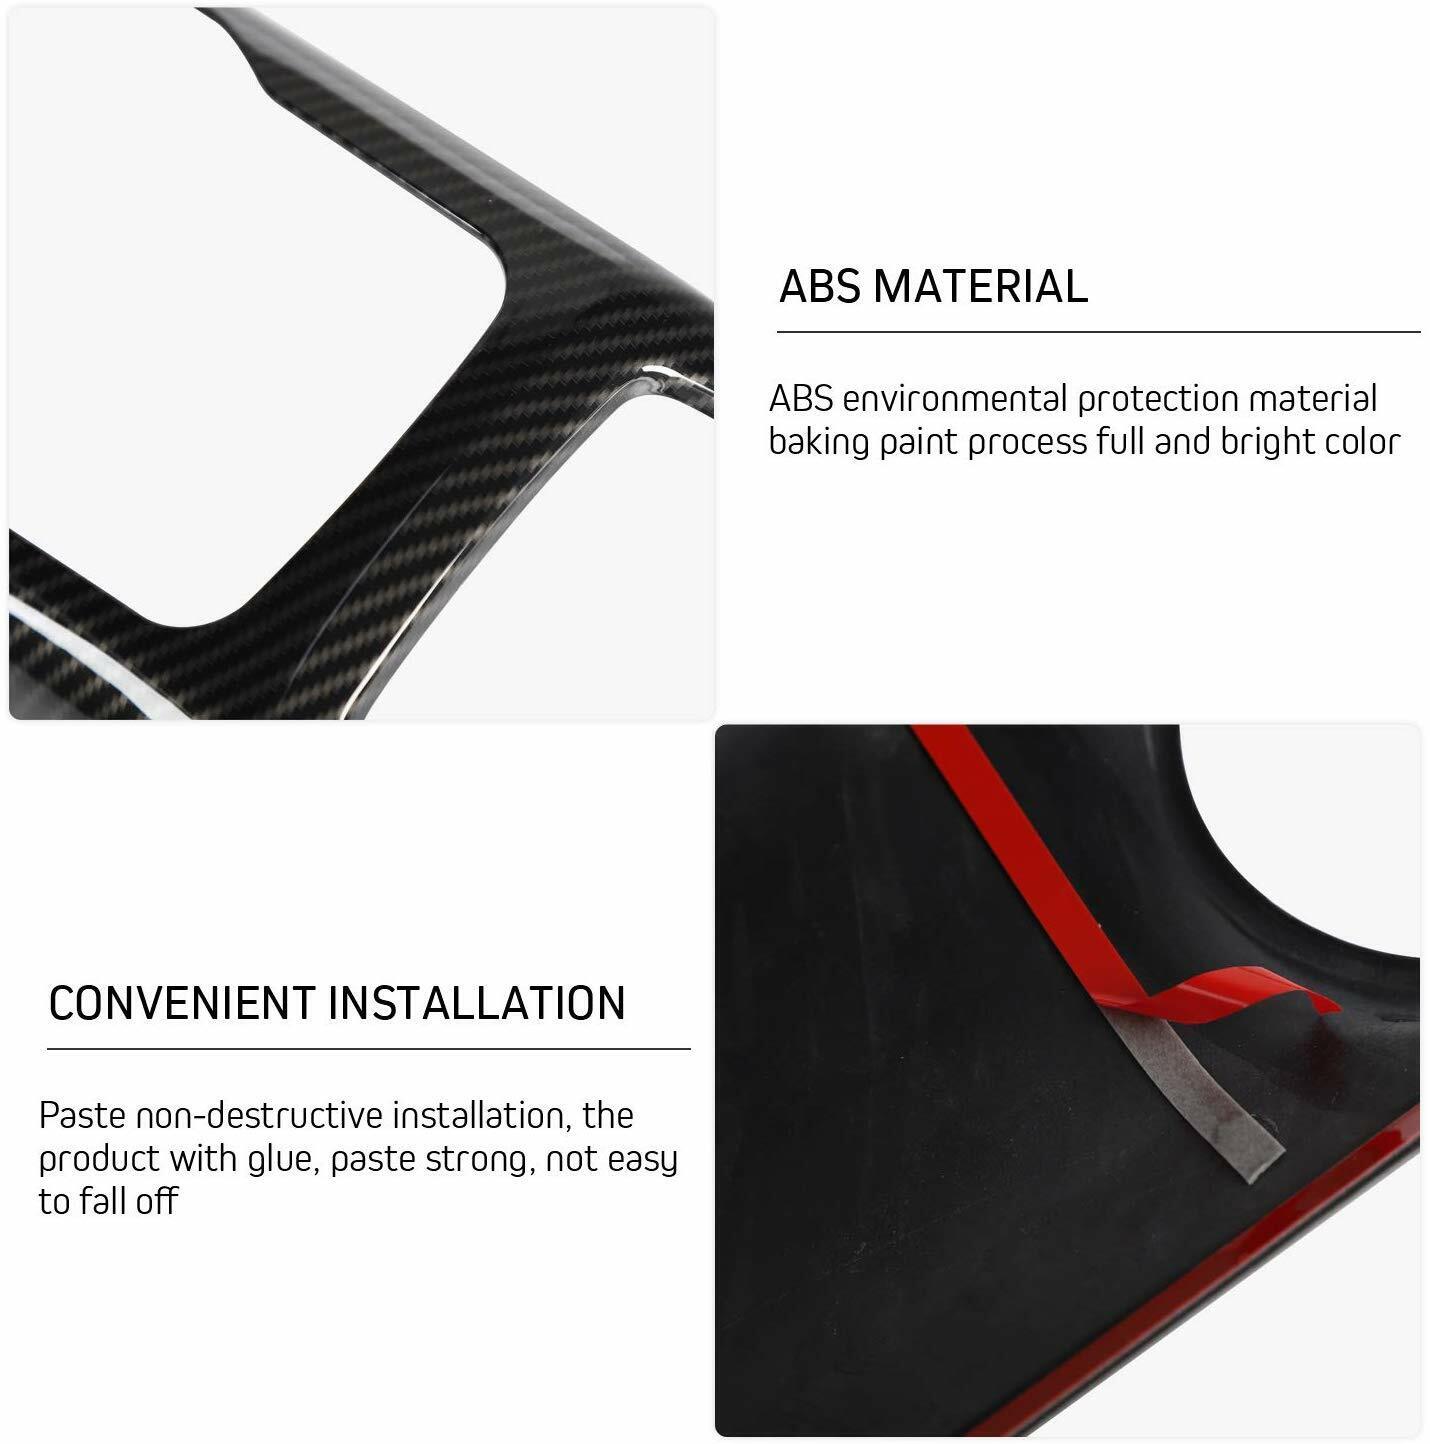 ABS MATERIAL
ABS environmental protection material
baking paint process full and bright color
CONVENIENT INSTALLATION
Paste non-destructive installation, the
product with glue, paste strong, not easy
to fall off